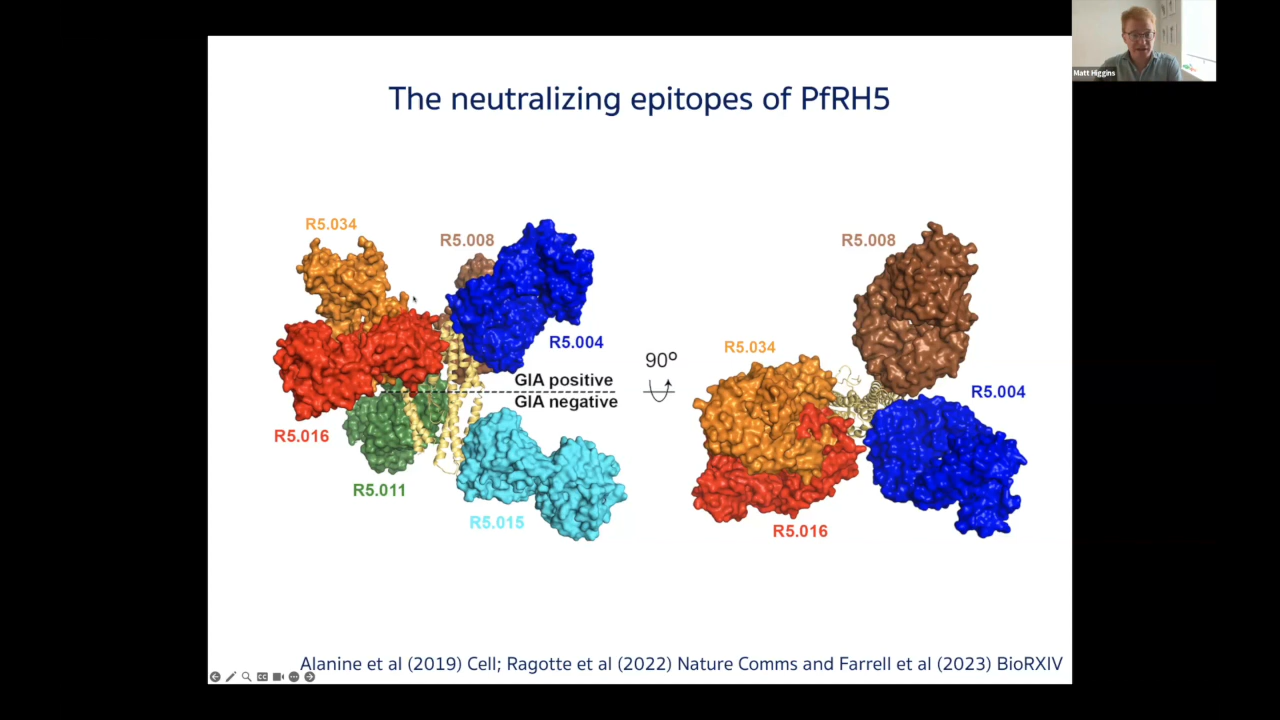 Matt Higgins
The neutralizing epitopes of PfRH5
R5.034
R5.008
R5.004
GIA positive
GIA negative
R5.016
R5.011
R5.015
90º
R5.008
R5.034
R5.004
R5.016
Alanine et al (2019) Cell; Ragotte et al (2022) Nature Comms and Farrell et al (2023) BioRXIV